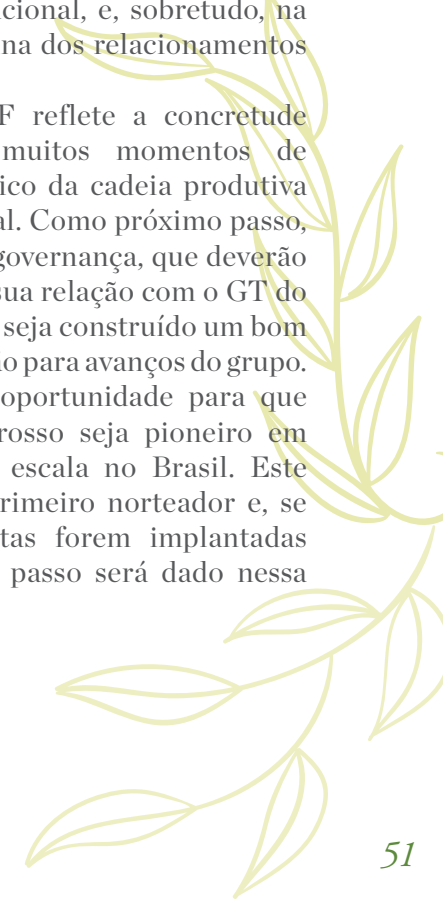 cional, e, sobretudo, na
na dos relacionamentos
F reflete a concretude
muitos momentos de
ico da cadeia produtiva
al. Como próximo passo,
governança, que deverão
sua relação com o GT do
seja construído um bom
o para avanços do grupo.
oportunidade para que
rosso seja pioneiro em
escala no Brasil. Este
rimeiro norteador e, se
tas forem implantadas
passo será dado nessa
51